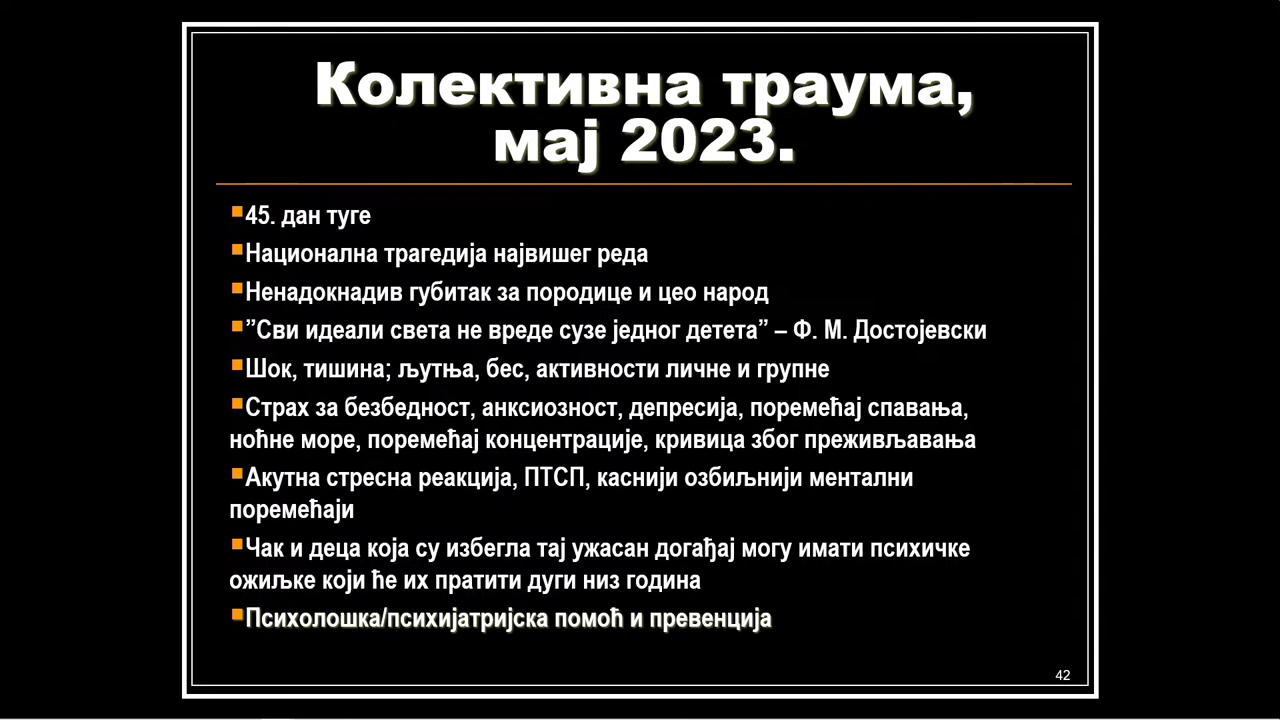 Колективна траума,
мај 2023.
45. дан туге
Национална трагедија највишег реда
Ненадокнадив губитак за породице и цео народ
”Сви идеали света не вреде сузе једног детета” – Ф. М. Достојевски
Шок, тишина; љутња, бес, активности личне и групне
Страх за безбедност, анксиозност, депресија, поремећај спавања,
ноћне море, поремећај концентрације, кривица због преживљавања
Акутна стресна реакција, ПТСП, каснији озбиљнији ментални
поремећаји
Чак и деца која су избегла тај ужасан догађај могу имати психичке
ожиљке који ће их пратити дуги низ година
Психолошка/психијатријска помоћ и превенција
42